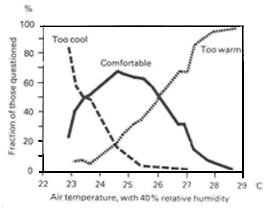 %
100
Too cool
Too warm
80
Comfortable
60
40
20
0
Fraction of those questioned
22 23 24 25 26 27 28 29 C
Air temperature, with 40% relative humidity